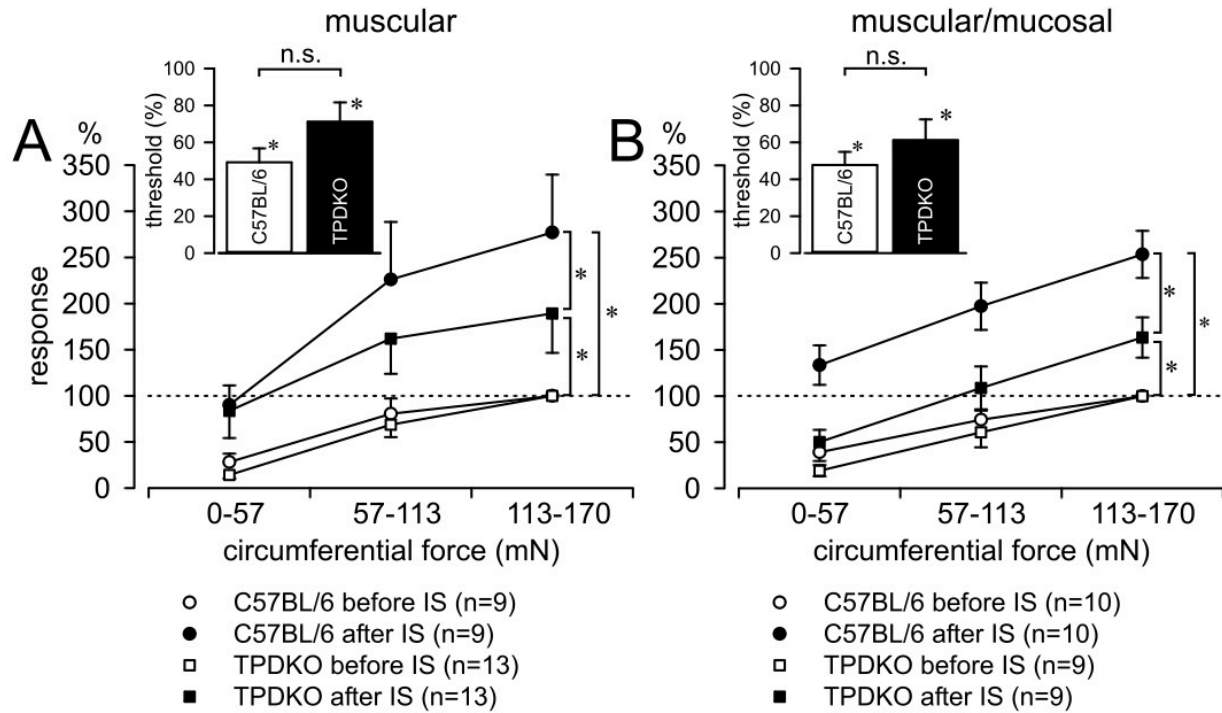 muscular
muscular/mucosal
A
%
350
300
250
200
150
100
50
0
response
threshold (%)
100
80
60
40
20
0
n.s.
*
*
C57BL/6
TPDKO
*
*
*
0-57
57-113
113-170
circumferential force (mN)
C57BL/6 before IS (n=9)
C57BL/6 after IS (n=9)
TPDKO before IS (n=13)
TPDKO after IS (n=13)
B
%
350
300
250
200
150
100
50
0
threshold (%)
100
80
60
40
20
0
n.s.
*
*
C57BL/6
TPDKO
*
*
*
0-57
57-113
113-170
circumferential force (mN)
C57BL/6 before IS (n=10)
C57BL/6 after IS (n=10)
TPDKO before IS (n=9)
TPDKO after IS (n=9)